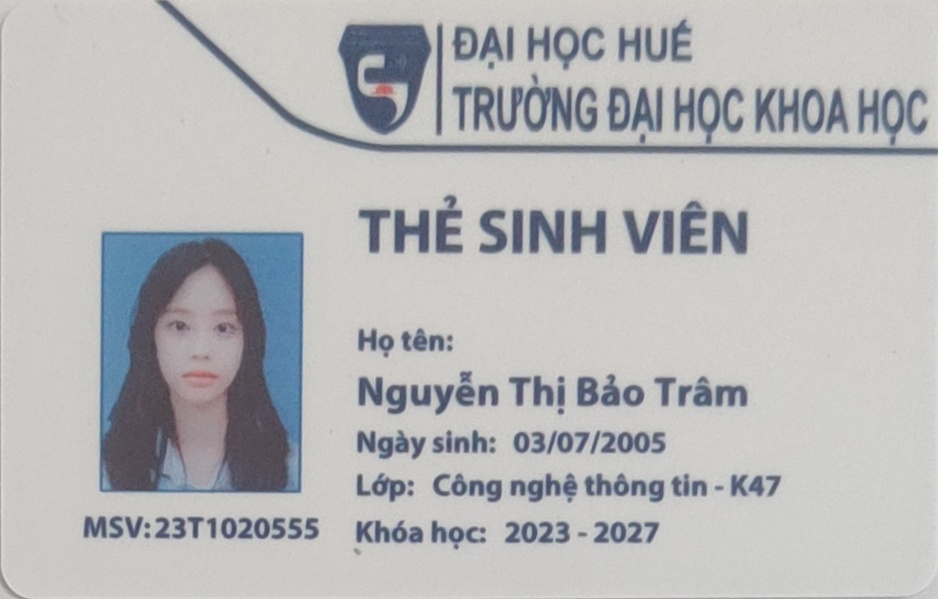 ĐẠI HỌC HUẾ
TRƯỜNG ĐẠI HỌC KHOA HỌC
THẺ SINH VIÊN
Họ tên:
Nguyễn Thị Bảo Trâm
Ngày sinh: 03/07/2005
Lớp: Công nghệ thông tin - K47
Khóa học: 2023 - 2027
MSV:23T1020555